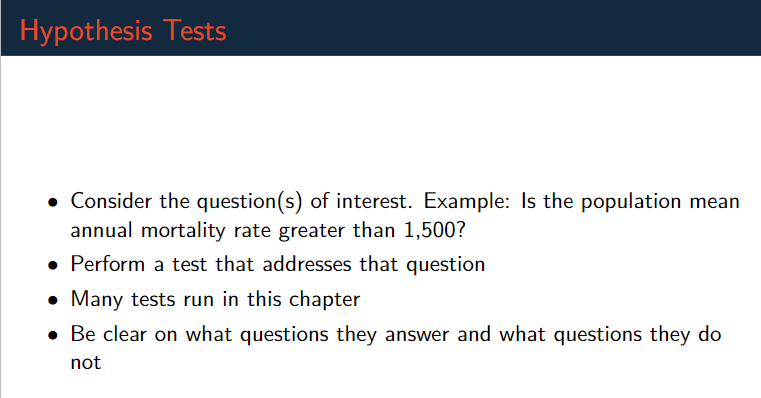 Hypothesis Tests
• Consider the question(s) of interest. Example: Is the population mean
annual mortality rate greater than 1,500?
• Perform a test that addresses that question
• Many tests run in this chapter
• Be clear on what questions they answer and what questions they do
not